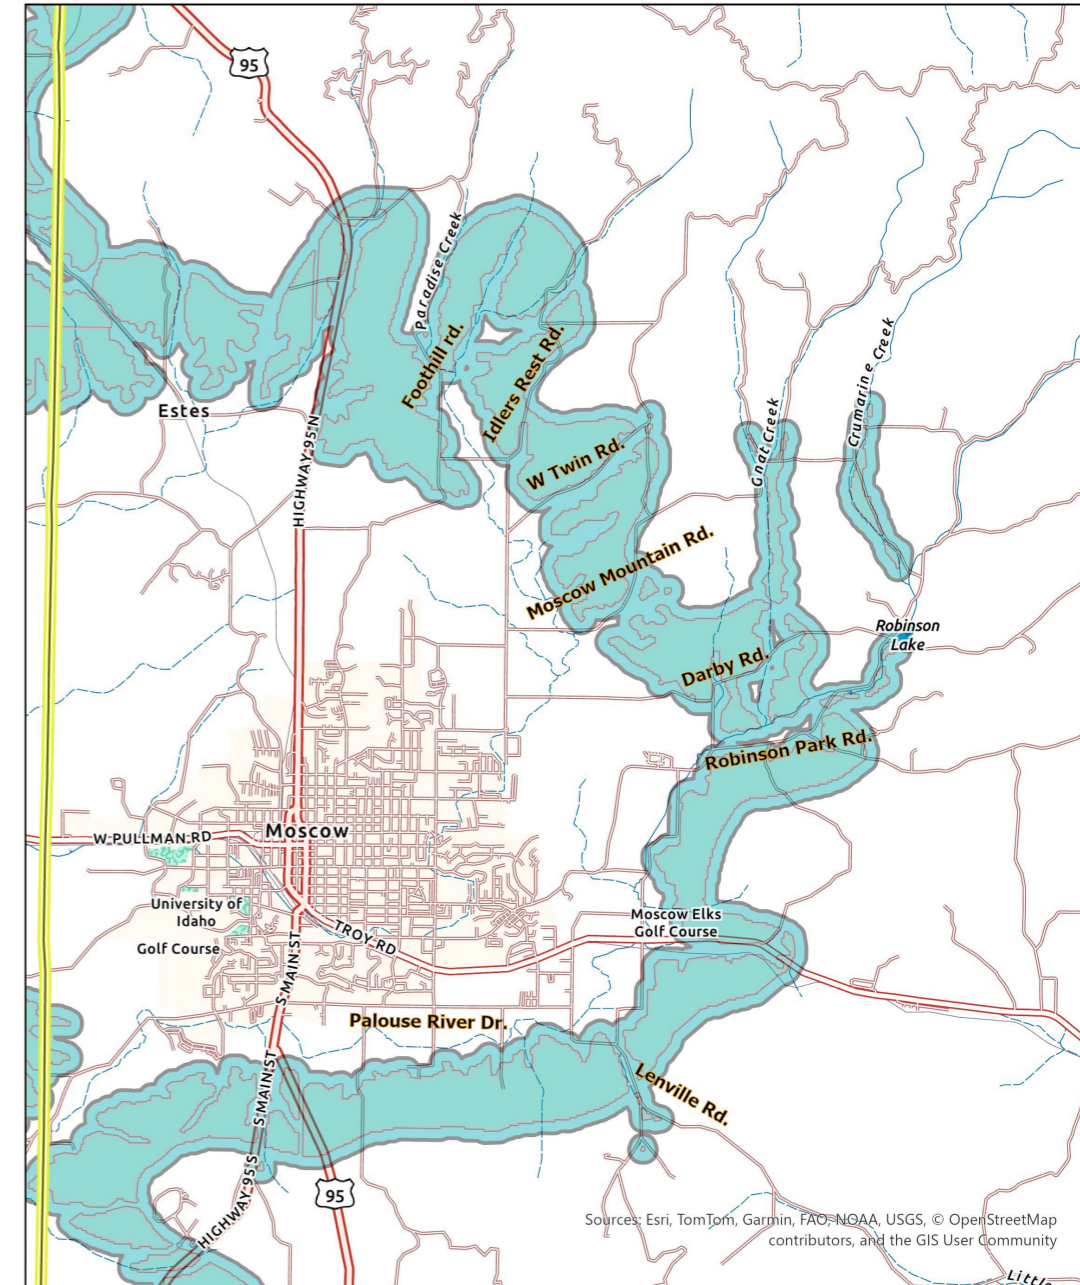 95
Paradise Creek
Foothill rd.
Idlers Rest Rd.
Crumarine Creek
Estes
Gnat Creek
HIGHWAY 95 N
W Twin Rd.
Moscow Mountain Rd.
Robinson
Lake
Darby Rd.
Robinson Park Rd.
W PULLMAN RD
Moscow
University of
Idaho
Golf Course
Moscow Elks
Golf Course
TROY RD
S MAIN ST
Palouse River Dr.
S MAIN ST
Lenville Rd.
HIGHWAY 95 S
95
Sources: Esri, TomTom, Garmin, FAO, NOAA, USGS, © OpenStreetMap
contributors, and the GIS User Community
Little